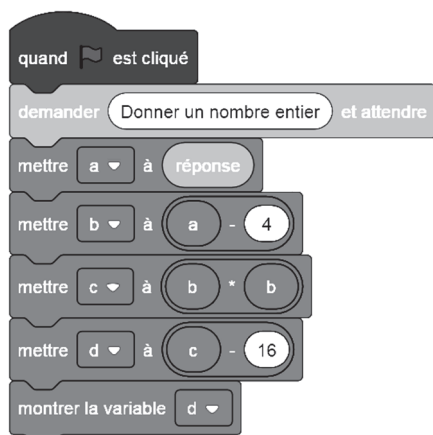 quand est cliqué
demander Donner un nombre entier et attendre
mettre a à réponse
mettre b à a - 4
mettre c à b * b
mettre d à c - 16
montrer la variable d